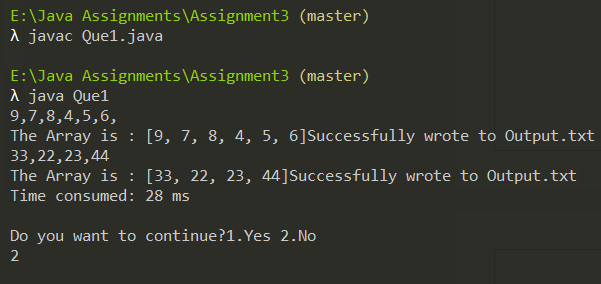 E:\Java Assignments\Assignment3 (master)
λ javac Que1.java
E:\Java Assignments\Assignment3 (master)
λ java Que1
9,7,8,4,5,6,
The Array is : [9, 7, 8, 4, 5, 6]Successfully wrote to Output.txt
33,22,23,44
The Array is : [33, 22, 23, 44]Successfully wrote to Output.txt
Time consumed: 28 ms
Do you want to continue?1.Yes 2.No
2